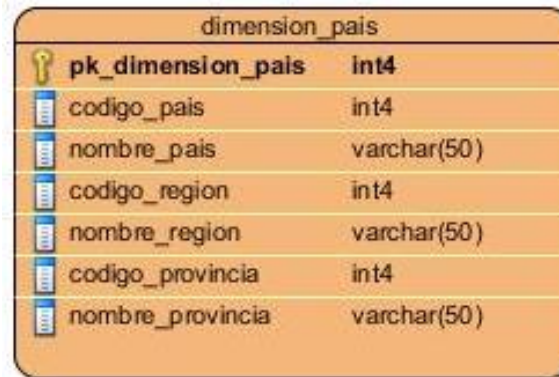 dimension_pais
pk_dimension_pais int4
codigo_pais int4
nombre_pais varchar(50)
codigo_region int4
nombre_region varchar(50)
codigo_provincia int4
nombre_provincia varchar(50)